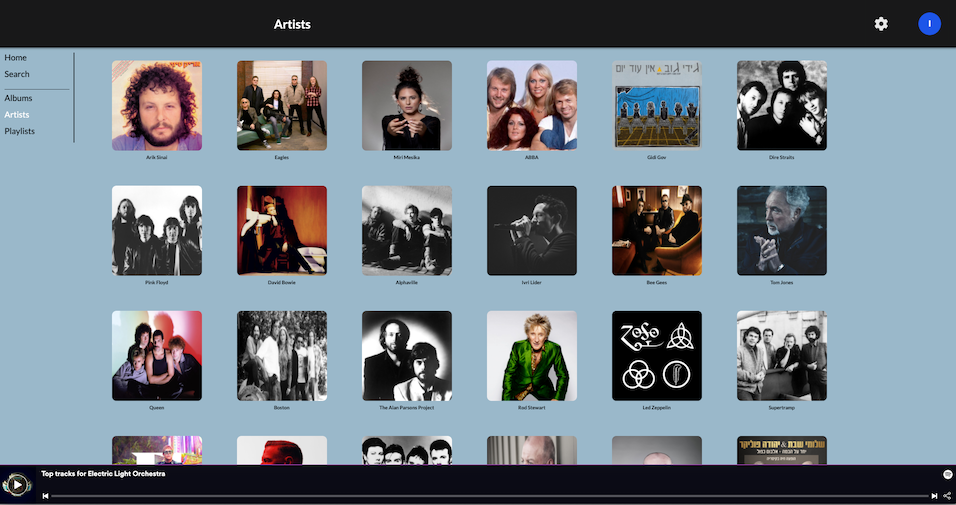 Artists
I
Home
Search
Albums
Artists
Playlists
גידי גוב אין עוד יום
Arik Sinai
Eagles
Miri Mesika
ABBA
Gidi Gov
Dire Straits
Pink Floyd
David Bowie
Alphaville
Ivri Lider
Bee Gees
Tom Jones
Queen
Boston
The Alan Parsons Project
Rod Stewart
Led Zeppelin
Supertramp
שלומי שבת & יהודה פוליקר
Top tracks for Electric Light Orchestra